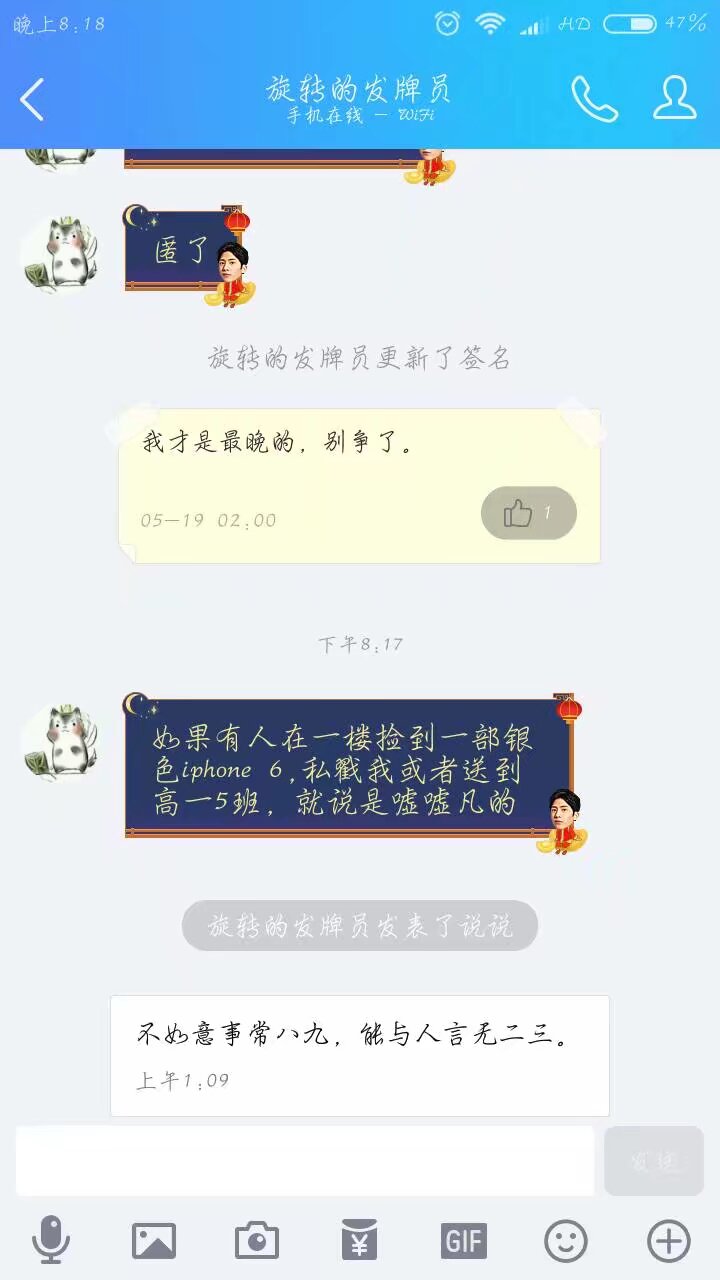 晚上8:18
HD
47%
旋转的发牌员
手机在线 - WiFi
匿了
旋转的发牌员更新了签名
我才是最晚的，别争了。
05-19 02:00
1
下午8:17
如果有人在一楼捡到一部银
色iphone 6,私戳我或者送到
高一5班，就说是嘘嘘凡的
旋转的发牌员发表了说说
不如意事常八九，能与人言无二三。
上午1:09
发送
GIF